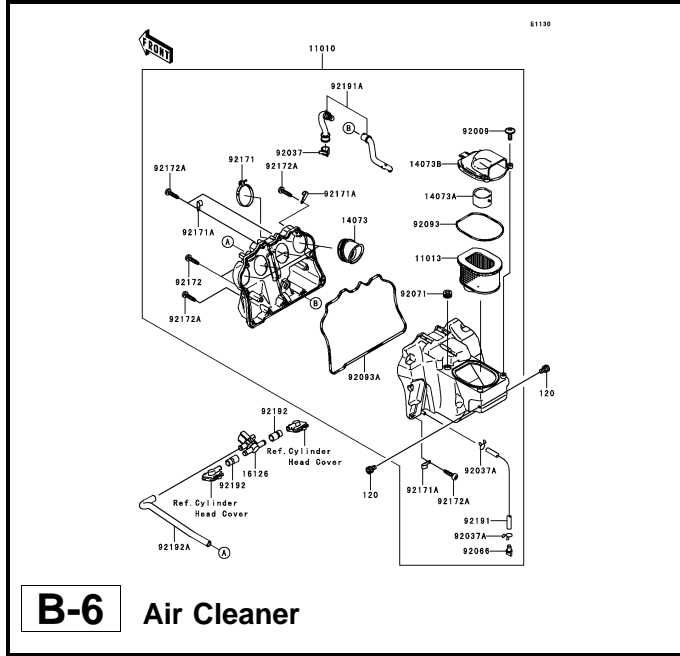 E1130
FRONT
11010
92191A
B
92009
92037
14073B
92171
92172A
92172A
92171A
14073A
92171A
14073
92093
A
11013
92172
B
92071
92172A
92093A
120
92192
Ref.Cylinder
Head Cover
92037A
16126
92192
120
92171A
92172A
Ref.Cylinder
Head Cover
92191
92037A
92192A
A
92066
B-6 Air Cleaner